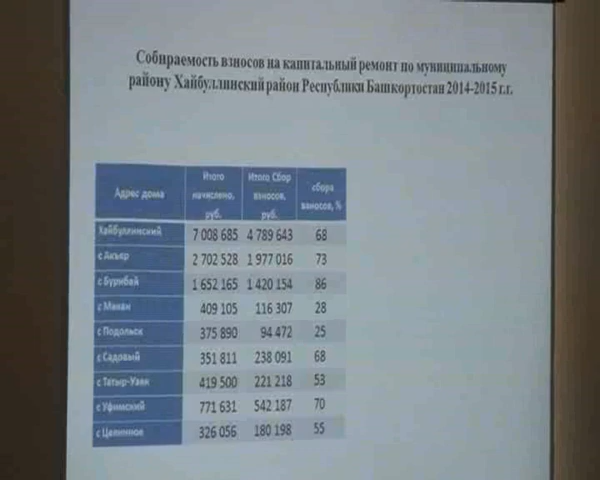 Собираемость взносов на капитальный ремонт по муниципальному
району Хайбуллинский район Республики Башкортостан 2014-2015 г.г.
Адрес дома Итого начислено, руб. Итого Сбор взносов, руб. сбора взносов, %
Хайбуллинский 7 008 685 4 789 643 68
с Акъяр 2 702 528 1 977 016 73
с Бурибай 1 652 165 1 420 154 86
с Макан 409 105 116 307 28
с Подольск 375 890 94 472 25
с Садовый 351 811 238 091 68
с Татыр-Узяк 419 500 221 218 53
с Уфимский 771 631 542 187 70
с Целинное 326 056 180 198 55